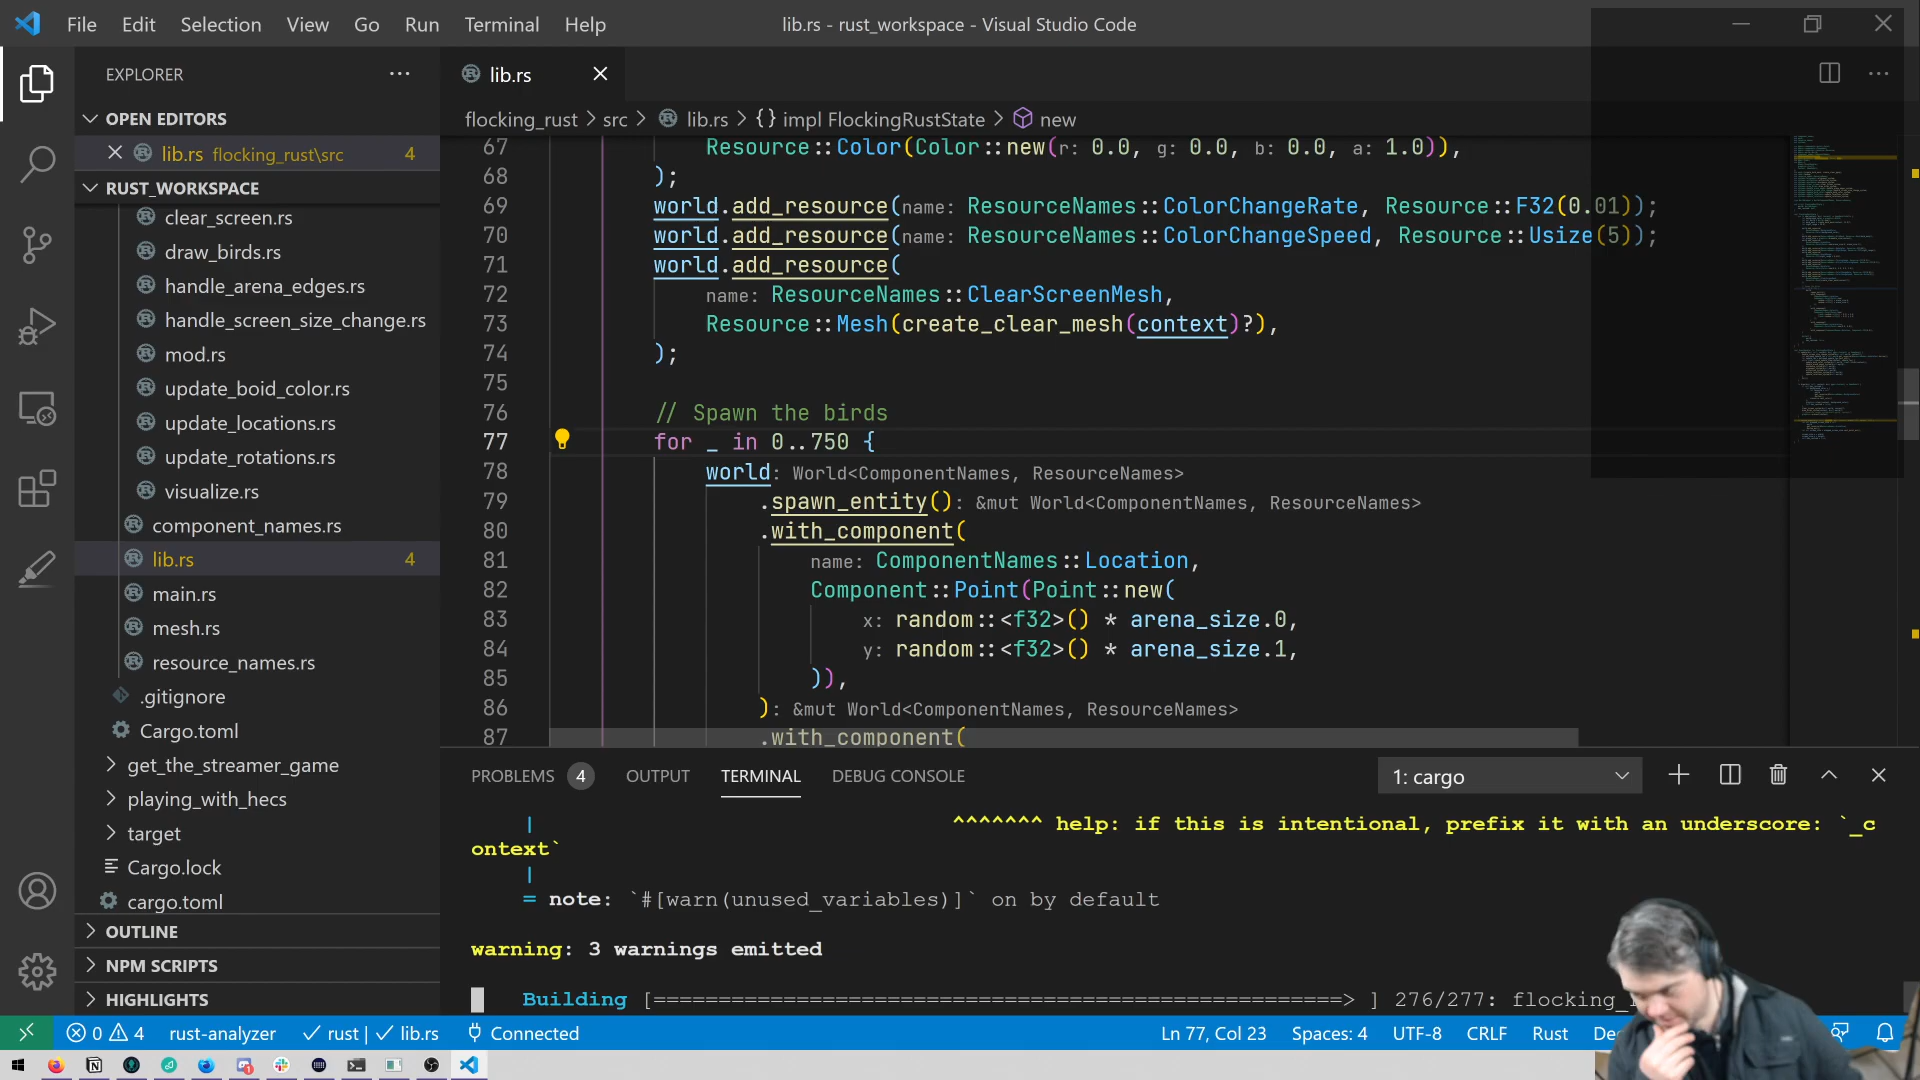 File Edit Selection View Go Run Terminal Help
lib.rs - rust_workspace - Visual Studio Code
EXPLORER
OPEN EDITORS
lib.rs flocking_rust\src 4
RUST_WORKSPACE
clear_screen.rs
draw_birds.rs
handle_arena_edges.rs
handle_screen_size_change.rs
mod.rs
update_boid_color.rs
update_locations.rs
update_rotations.rs
visualize.rs
component_names.rs
lib.rs 4
main.rs
mesh.rs
resource_names.rs
.gitignore
Cargo.toml
get_the_streamer_game
playing_with_hecs
target
Cargo.lock
cargo.toml
OUTLINE
NPM SCRIPTS
HIGHLIGHTS
lib.rs
flocking_rust > src > lib.rs > {} impl FlockingRustState > new
67 Resource::Color(Color::new(r: 0.0, g: 0.0, b: 0.0, a: 1.0)),
68 );
69 world.add_resource(name: ResourceNames::ColorChangeRate, Resource::F32(0.01));
70 world.add_resource(name: ResourceNames::ColorChangeSpeed, Resource::Usize(5));
71 world.add_resource(
72 name: ResourceNames::ClearScreenMesh,
73 Resource::Mesh(create_clear_mesh(context)?),
74 );
75
76 // Spawn the birds
77 for _ in 0..750 {
78 world: World<ComponentNames, ResourceNames>
79 .spawn_entity(): &mut World<ComponentNames, ResourceNames>
80 .with_component(
81 name: ComponentNames::Location,
82 Component::Point(Point::new(
83 x: random::<f32>() * arena_size.0,
84 y: random::<f32>() * arena_size.1,
85 )),
86 ): &mut World<ComponentNames, ResourceNames>
87 .with_component(
PROBLEMS 4 OUTPUT TERMINAL DEBUG CONSOLE
1: cargo
| ^^^^^^^ help: if this is intentional, prefix it with an underscore: `_c
ontext`
|
= note: `#[warn(unused_variables)]` on by default
warning: 3 warnings emitted
Building [=====================================================> ] 276/277: flocking_
0 4 rust-analyzer rust | lib.rs Connected
Ln 77, Col 23 Spaces: 4 UTF-8 CRLF Rust